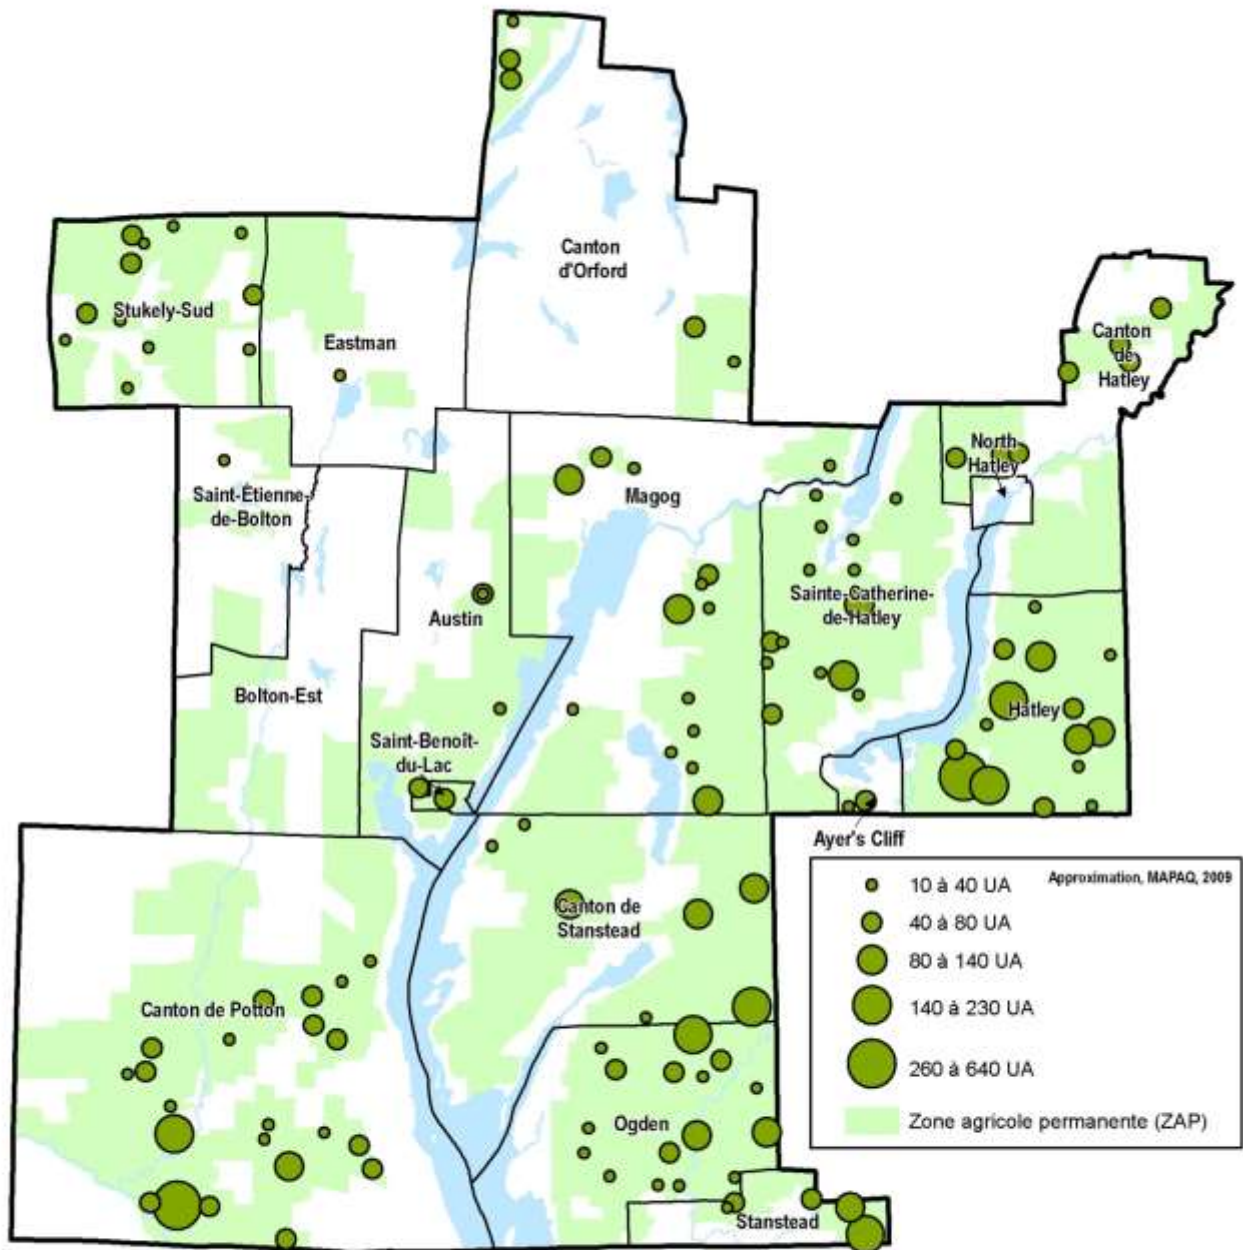 Canton
d'Orford
Stukely-Sud
Eastman
Canton
de
Hatley
North
Hatley
Saint-Étienne-
de-Bolton
Magog
Austin
Sainte-Catherine-
de-Hatley
Bolton-Est
Hatley
Saint-Benoît-
du-Lac
Ayer's Cliff
Canton de
Stanstead
Canton de Potton
Ogden
Stanstead
Approximation, MAPAQ, 2009
10 à 40 UA
40 à 80 UA
80 à 140 UA
140 à 230 UA
260 à 640 UA
Zone agricole permanente (ZAP)